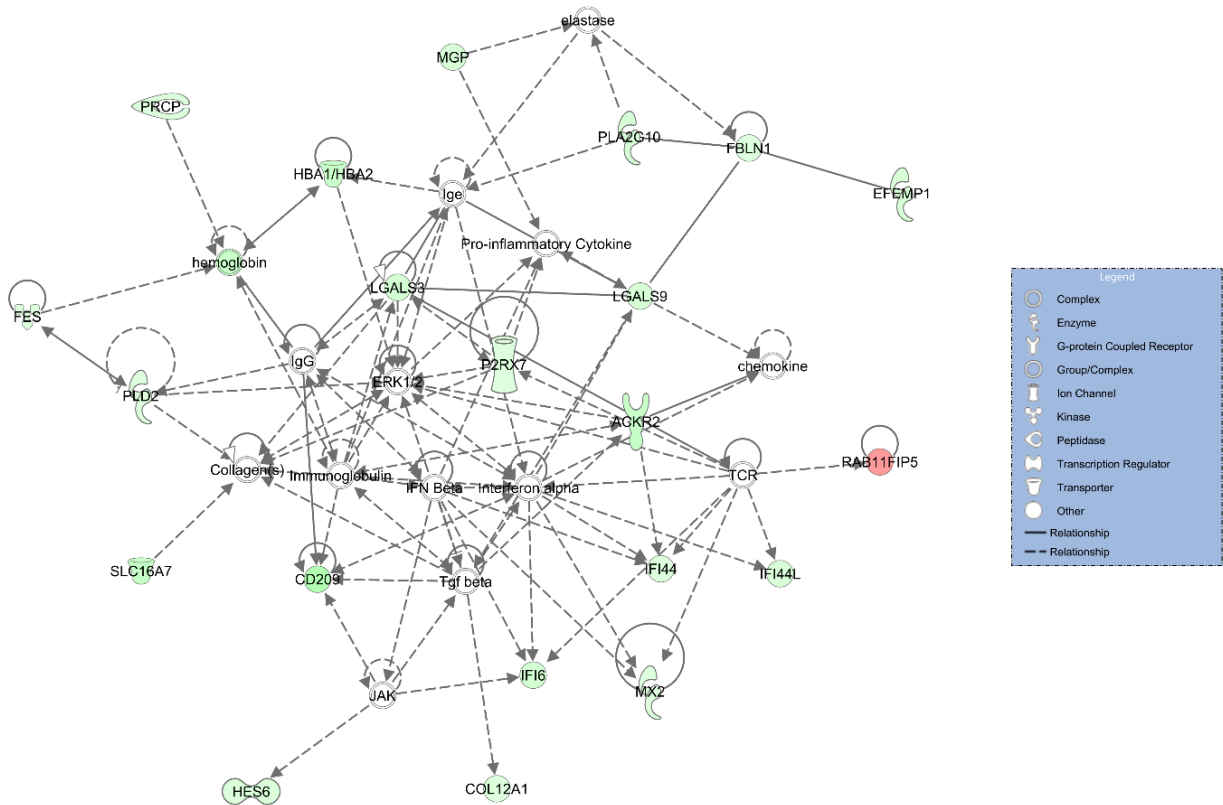 elastase
MGP
PRCP
PLA2G10
FBLN1
HBA1/HBA2
Ige
EFEMP1
Pro-inflammatory Cytokine
hemoglobin
LGALS3
LGALS9
FES
IgG
P2RX7
chemokine
ERK1/2
PLD2
ACKR2
Collagen(s)
Immunoglobulin
IFN Beta
Interferon alpha
TCR
RAB11FIP5
SLC16A7
CD209
Tgf beta
IFI44
IFI44L
JAK
IFI6
MX2
HES6
COL12A1
Legend
Complex
Enzyme
G-protein Coupled Receptor
Group/Complex
Ion Channel
Kinase
Peptidase
Transcription Regulator
Transporter
Other
Relationship
Relationship